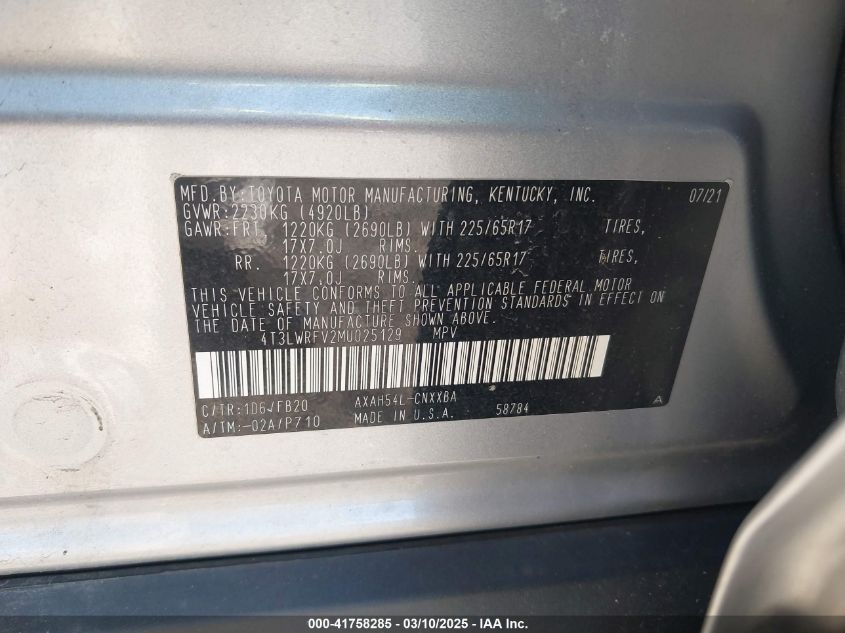 MFD.BY:TOYOTA MOTOR MANUFACTURING, KENTUCKY, INC. 07/21
GVWR:2230KG (4920LB)
GAWR:FRT. 1220KG (2690LB) WITH 225/65R17 TIRES,
17X7.0J RIMS.
RR. 1220KG (2690LB) WITH 225/65R17 TIRES,
17X7.0J RIMS.
THIS VEHICLE CONFORMS TO ALL APPLICABLE FEDERAL MOTOR
VEHICLE SAFETY AND THEFT PREVENTION STANDARDS IN EFFECT ON
THE DATE OF MANUFACTURE SHOWN ABOVE.
4T3LWRFV2MU025129 MPV
C/TR:1D6/FB20 AXAH54L-CNXXBA A
A/TM:-02A/P710 MADE IN U.S.A. 58784
000-41758285 - 03/10/2025 - IAA Inc.